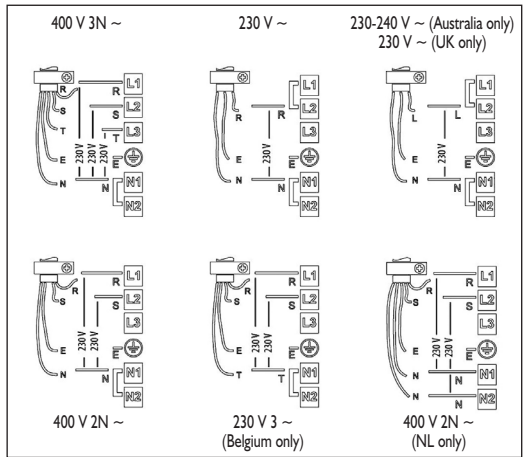 400 V 3N ~
R
S
T
E
N
230 V
230 V
230 V
R
S
T
E
N
L1
L2
L3
N1
N2
230 V ~
R
E
N
230 V
R
E
N
L1
L2
L3
N1
N2
230-240 V ~ (Australia only)
230 V ~ (UK only)
L
E
N
230 V
L
E
N
L1
L2
L3
N1
N2
R
S
E
N
230 V
230 V
R
S
E
N
L1
L2
L3
N1
N2
400 V 2N ~
R
S
E
T
230 V
230 V
R
S
E
T
L1
L2
L3
N1
N2
230 V 3 ~
(Belgium only)
R
S
E
N
N
230 V
230 V
R
S
E
N
N
L1
L2
L3
N1
N2
400 V 2N ~
(NL only)